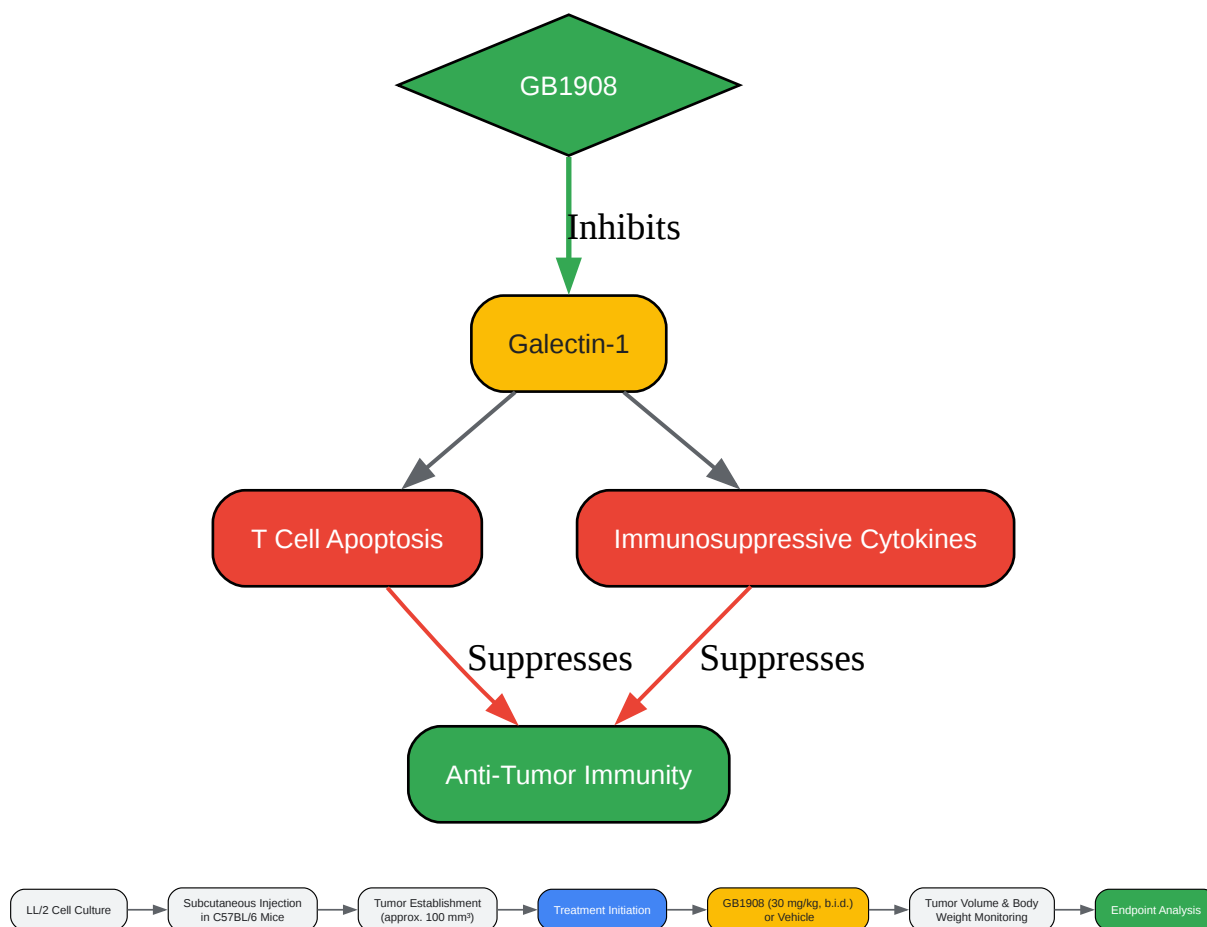 GB1908
Inhibits
Galectin-1
T Cell Apoptosis
Immunosuppressive Cytokines
Suppresses
Suppresses
Anti-Tumor Immunity
LL/2 Cell Culture
Subcutaneous Injection
in C57BL/6 Mice
Tumor Establishment
(approx. 100 mm³)
Treatment Initiation
GB1908 (30 mg/kg, b.i.d.)
or Vehicle
Tumor Volume & Body
Weight Monitoring
Endpoint Analysis